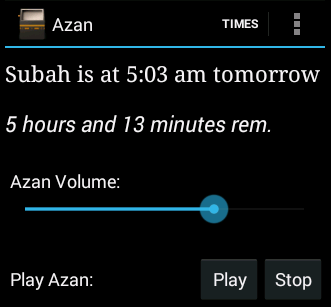 Azan
TIMES
Subah is at 5:03 am tomorrow
5 hours and 13 minutes rem.
Azan Volume:
Play Azan:
Play
Stop